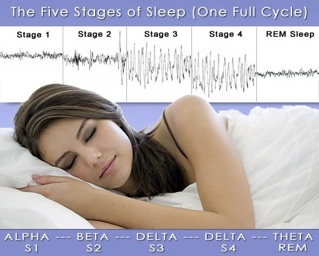 The Five Stages of Sleep (One Full Cycle)
Stage 1 Stage 2 Stage 3 Stage 4 REM Sleep
ALPHA --- BETA --- DELTA --- DELTA --- THETA
S1 S2 S3 S4 REM